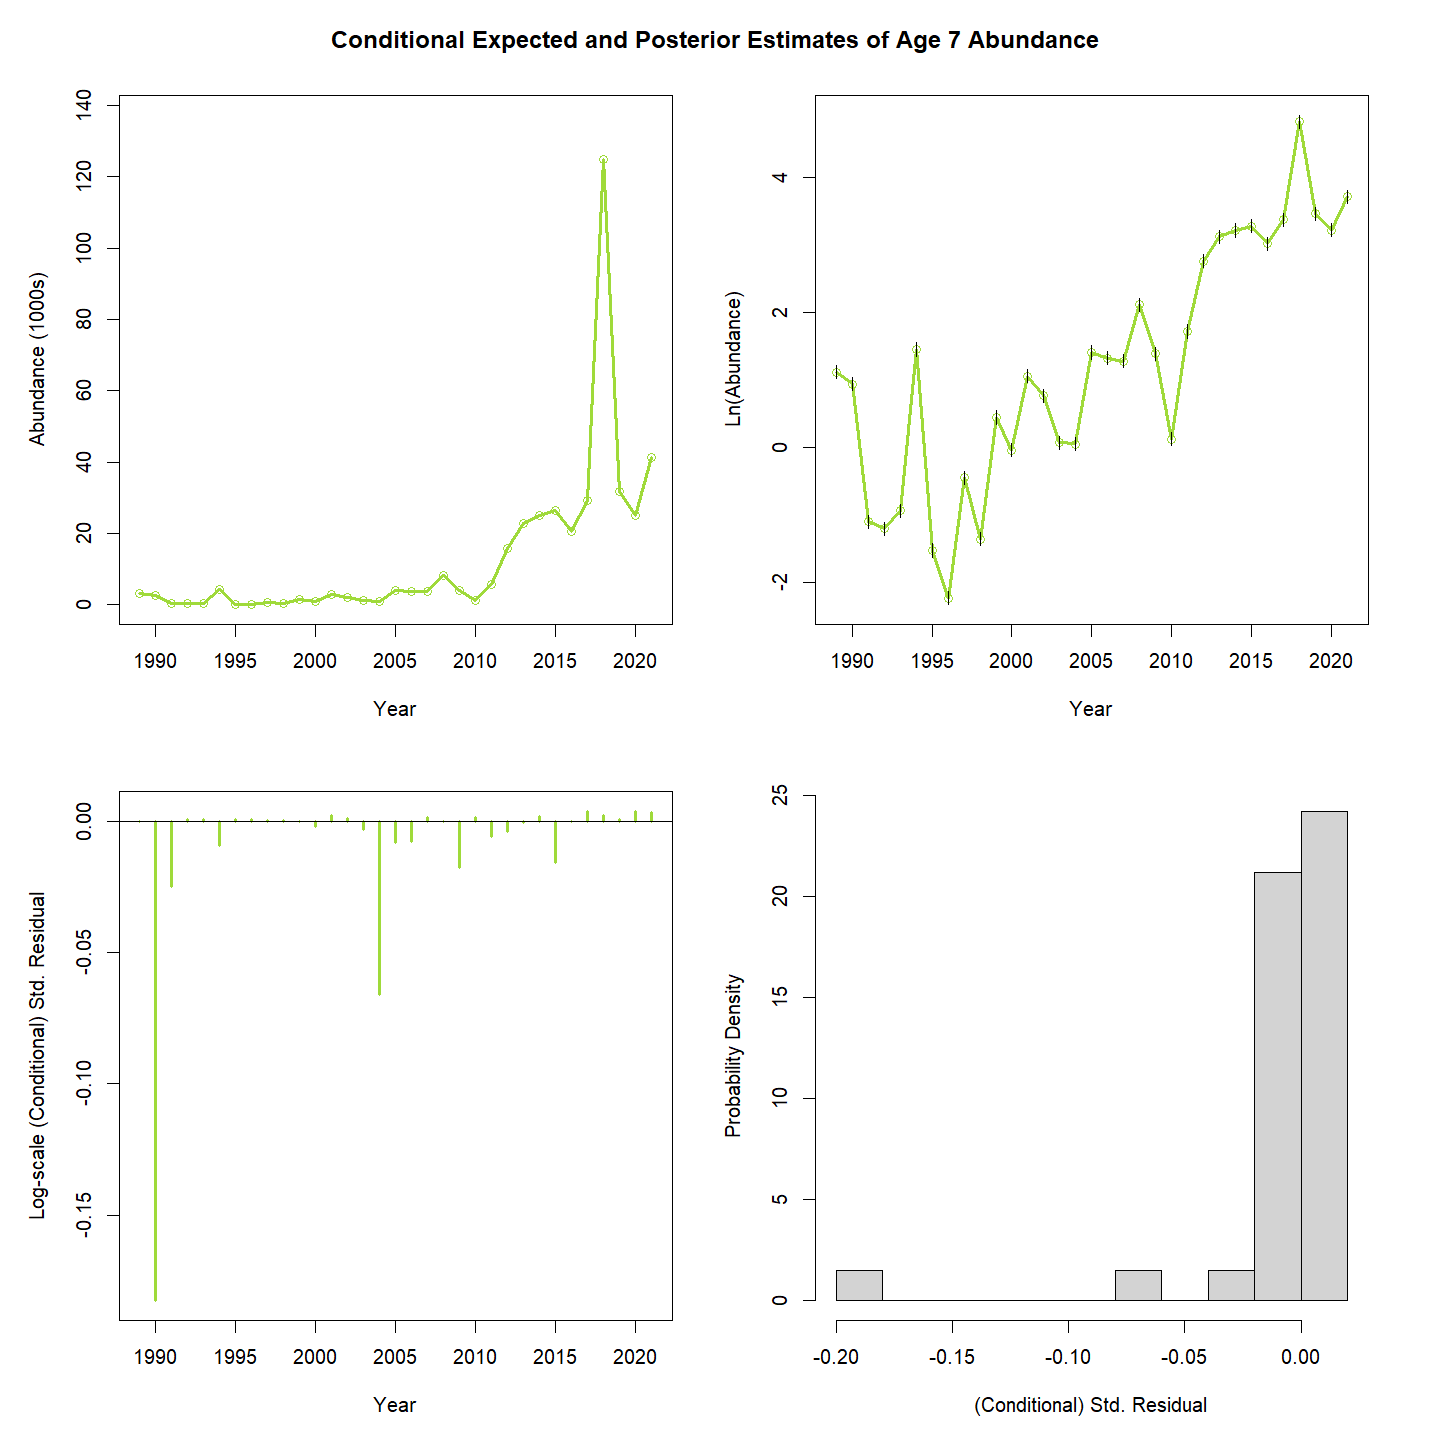 Conditional Expected and Posterior Estimates of Age 7 Abundance
Abundance (1000s)
0 20 40 60 80 100 120 140
1990 1995 2000 2005 2010 2015 2020
Year
Ln(Abundance)
-2 0 2 4
1990 1995 2000 2005 2010 2015 2020
Year
Log-scale (Conditional) Std. Residual
-0.15 -0.10 -0.05 0.00
1990 1995 2000 2005 2010 2015 2020
Year
Probability Density
0 5 10 15 20 25
-0.20 -0.15 -0.10 -0.05 0.00
(Conditional) Std. Residual